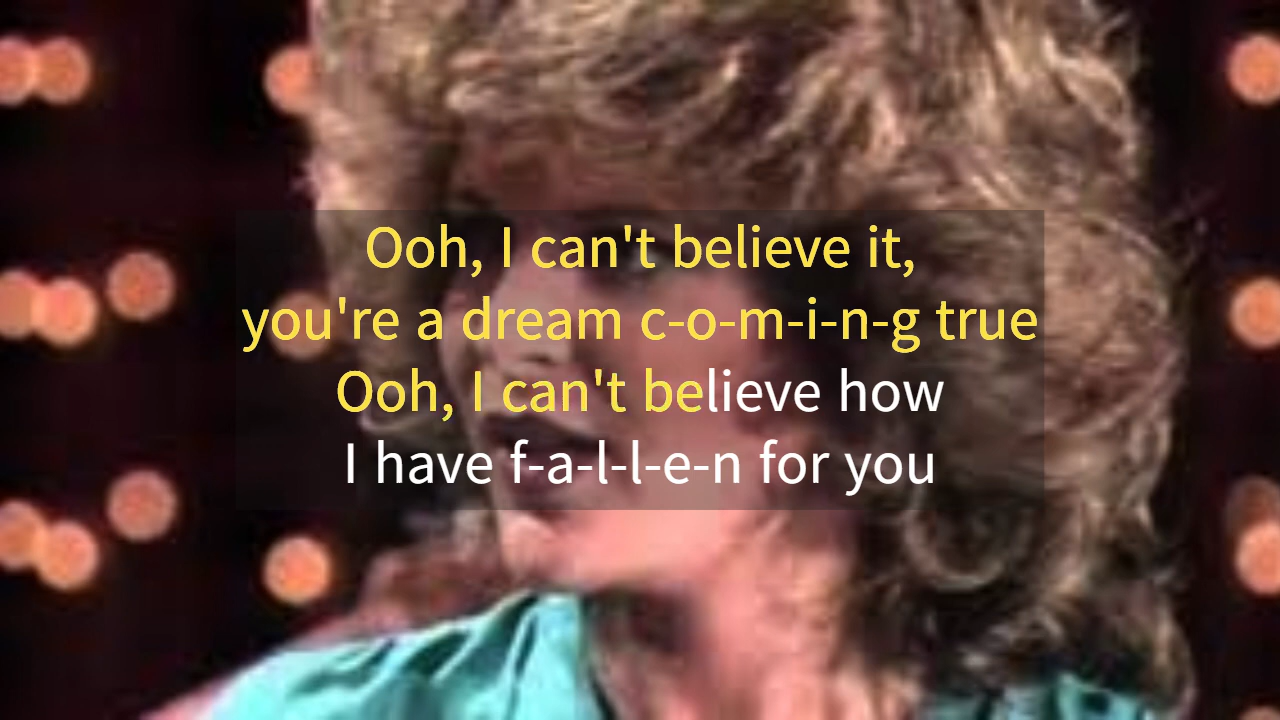 Ooh, I can't believe it,
you're a dream c-o-m-i-n-g true
Ooh, I can't believe how
I have f-a-l-l-e-n for you